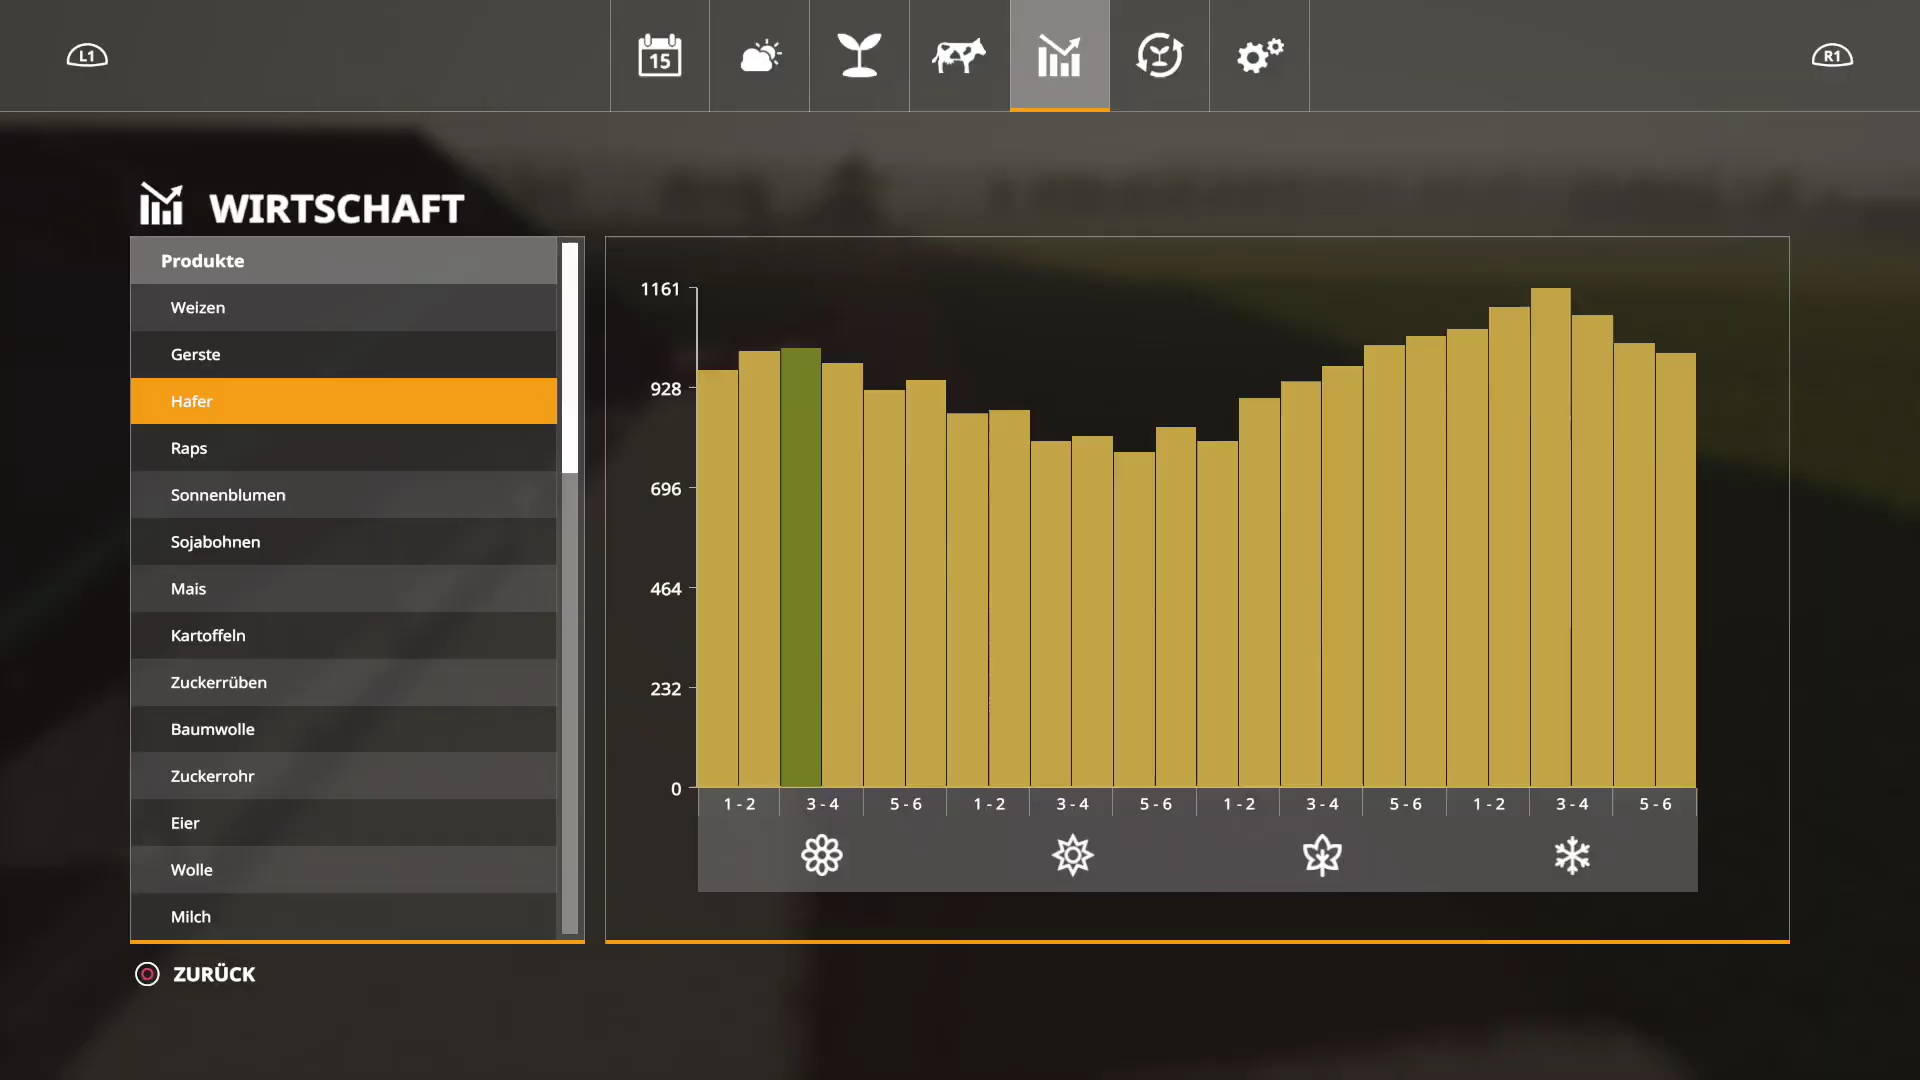 L1
15
R1
WIRTSCHAFT
Produkte
Weizen
Gerste
Hafer
Raps
Sonnenblumen
Sojabohnen
Mais
Kartoffeln
Zuckerrüben
Baumwolle
Zuckerrohr
Eier
Wolle
Milch
1161
928
696
464
232
0
1 - 2 3 - 4 5 - 6 1 - 2 3 - 4 5 - 6 1 - 2 3 - 4 5 - 6 1 - 2 3 - 4 5 - 6
ZURÜCK